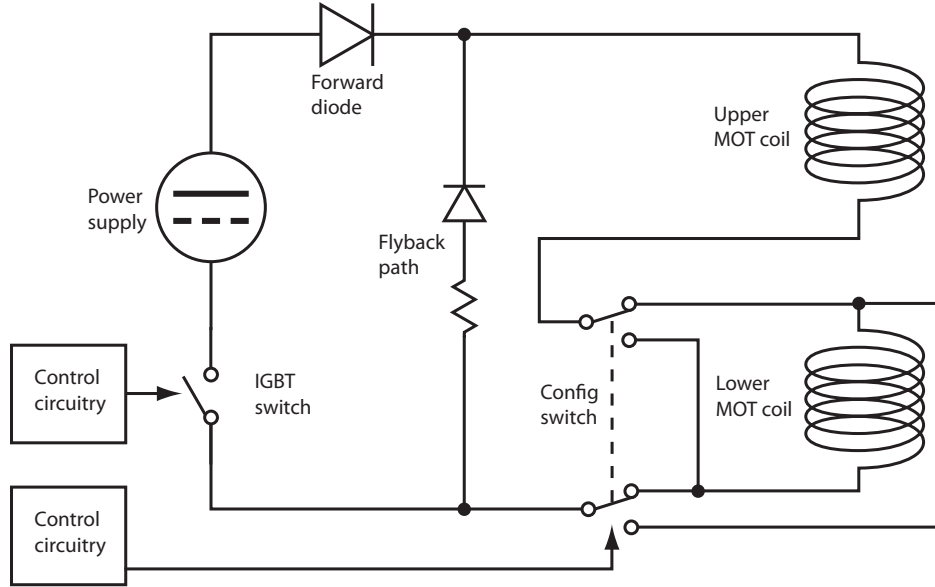 Forward
diode
Upper
MOT coil
Power
supply
Flyback
path
Control
circuitry
IGBT
switch
Config
switch
Lower
MOT coil
Control
circuitry